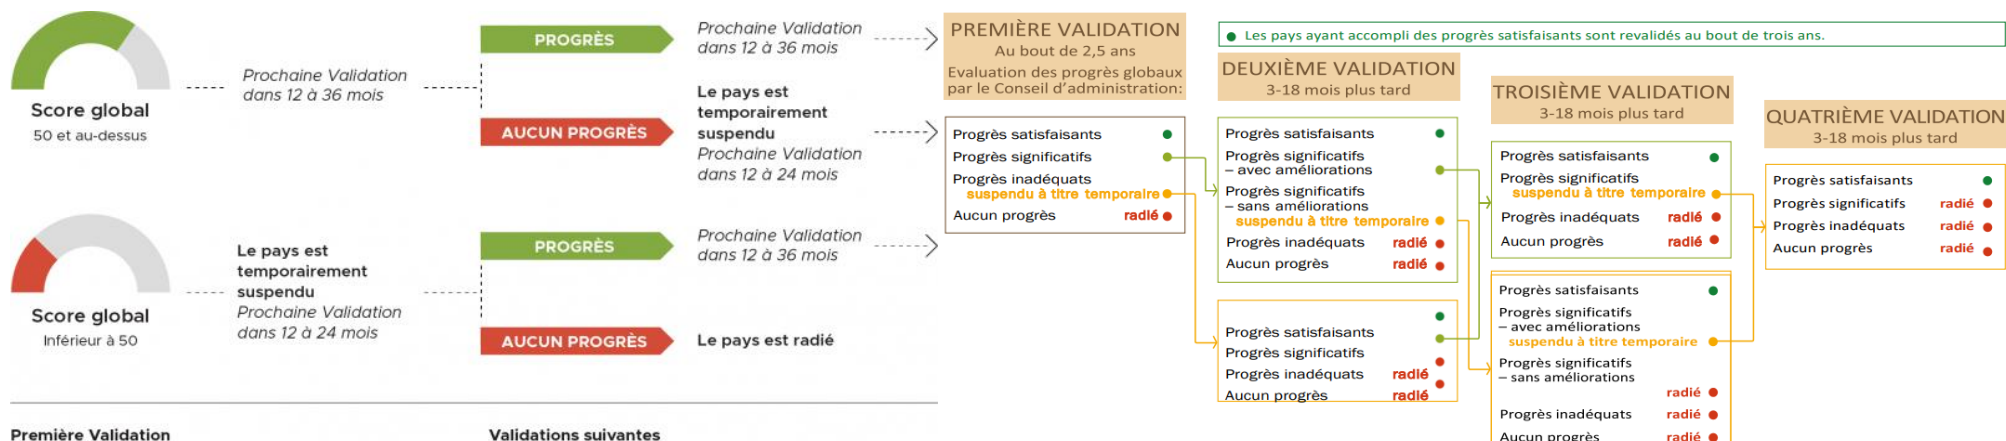 Score global
50 et au-dessus
Prochaine Validation
dans 12 à 36 mois
PROGRÈS
Prochaine Validation
dans 12 à 36 mois
AUCUN PROGRÈS
Le pays est
temporairement
suspendu
Prochaine Validation
dans 12 à 24 mois
Score global
Inférieur à 50
Le pays est
temporairement
suspendu
Prochaine Validation
dans 12 à 24 mois
PROGRÈS
Prochaine Validation
dans 12 à 36 mois
AUCUN PROGRÈS
Le pays est radié
Première Validation
Validations suivantes
PREMIÈRE VALIDATION
Au bout de 2,5 ans
Evaluation des progrès globaux
par le Conseil d'administration:
Progrès satisfaisants
Progrès significatifs
Progrès inadéquats
suspendu à titre temporaire
Aucun progrès radié
Les pays ayant accompli des progrès satisfaisants sont revalidés au bout de trois ans.
DEUXIÈME VALIDATION
3-18 mois plus tard
Progrès satisfaisants
Progrès significatifs
– avec améliorations
Progrès significatifs
– sans améliorations
suspendu à titre temporaire
Progrès inadéquats radié
Aucun progrès radié
Progrès satisfaisants
Progrès significatifs
Progrès inadéquats radié
Aucun progrès radié
TROISIÈME VALIDATION
3-18 mois plus tard
Progrès satisfaisants
Progrès significatifs
suspendu à titre temporaire
Progrès inadéquats radié
Aucun progrès radié
Progrès satisfaisants
Progrès significatifs
– avec améliorations
suspendu à titre temporaire
Progrès significatifs
– sans améliorations
radié
Progrès inadéquats radié
Aucun progrès radié
QUATRIÈME VALIDATION
3-18 mois plus tard
Progrès satisfaisants
Progrès significatifs radié
Progrès inadéquats radié
Aucun progrès radié